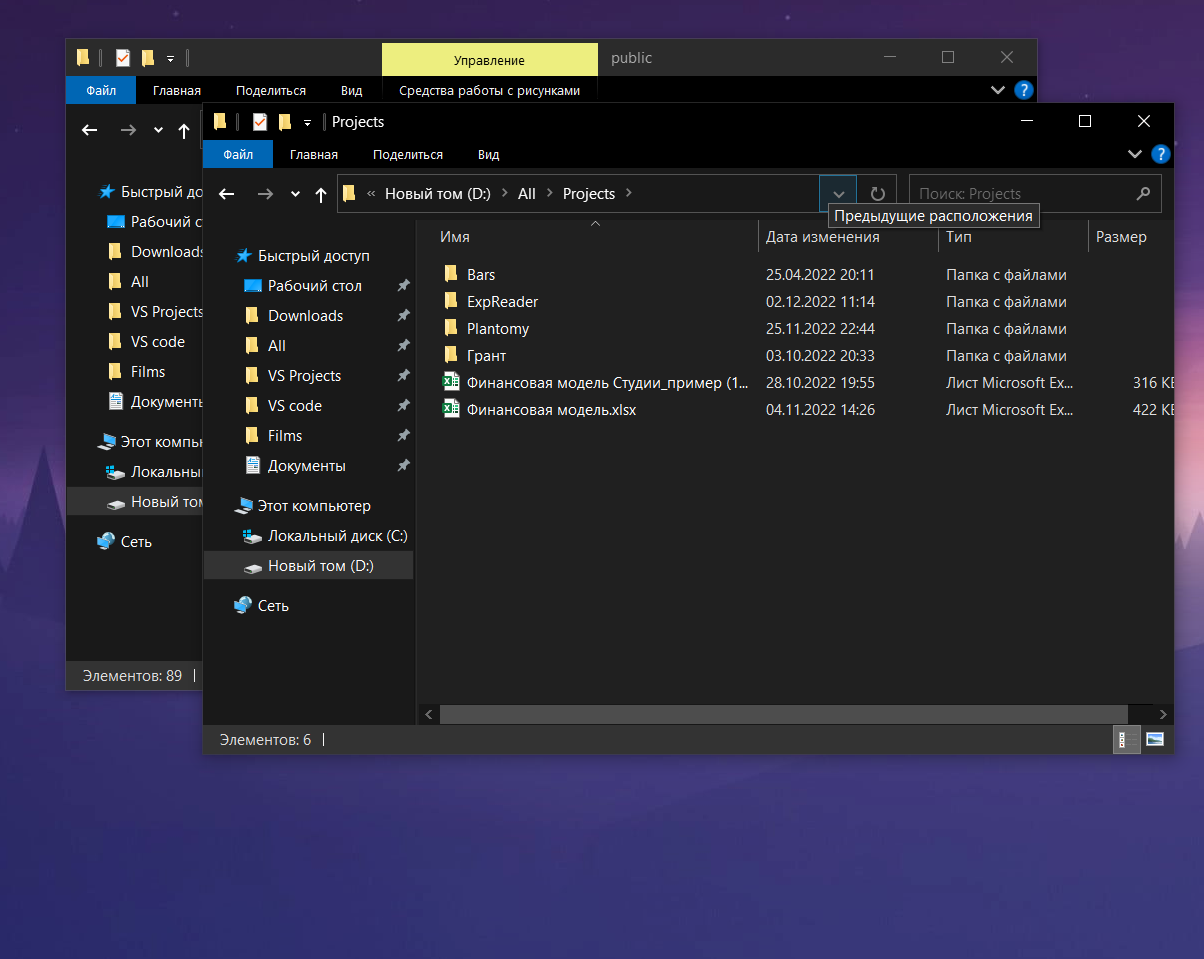 Управление
public
Файл
Главная
Поделиться
Вид
Средства работы с рисунками
?
Быстрый до
Рабочий с
Downloads
All
VS Projects
VS code
Films
Документы
Этот компь
Локальны
Новый том
Сеть
Элементов: 89
Projects
Файл
Главная
Поделиться
Вид
?
« Новый том (D:) > All > Projects >
Поиск: Projects
Предыдущие расположения
Быстрый доступ
Рабочий стол
Downloads
All
VS Projects
VS code
Films
Документы
Этот компьютер
Локальный диск (C:)
Новый том (D:)
Сеть
Имя Дата изменения Тип Размер
Bars 25.04.2022 20:11 Папка с файлами
ExpReader 02.12.2022 11:14 Папка с файлами
Plantomy 25.11.2022 22:44 Папка с файлами
Грант 03.10.2022 20:33 Папка с файлами
Финансовая модель Студии_пример (1... 28.10.2022 19:55 Лист Microsoft Ex... 316 КБ
Финансовая модель.xlsx 04.11.2022 14:26 Лист Microsoft Ex... 422 КБ
Элементов: 6